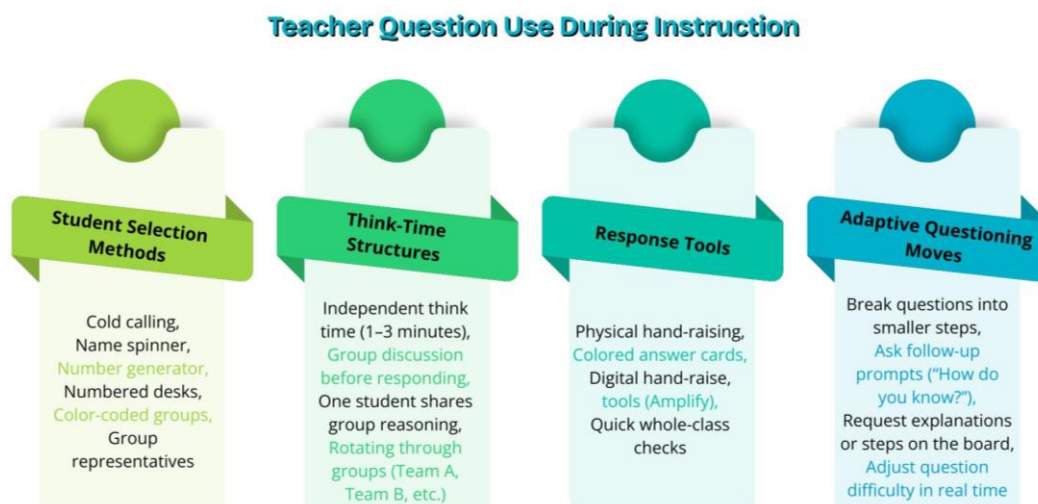 Teacher Question Use During Instruction
Student Selection
Methods
Cold calling,
Name spinner,
Number generator,
Numbered desks,
Color-coded groups,
Group
representatives
Think-Time
Structures
Independent think
time (1–3 minutes),
Group discussion
before responding,
One student shares
group reasoning,
Rotating through
groups (Team A,
Team B, etc.)
Response Tools
Physical hand-raising,
Colored answer cards,
Digital hand-raise,
tools (Amplify),
Quick whole-class
checks
Adaptive Questioning
Moves
Break questions into
smaller steps,
Ask follow-up
prompts (“How do
you know?”),
Request explanations
or steps on the board,
Adjust question
difficulty in real time